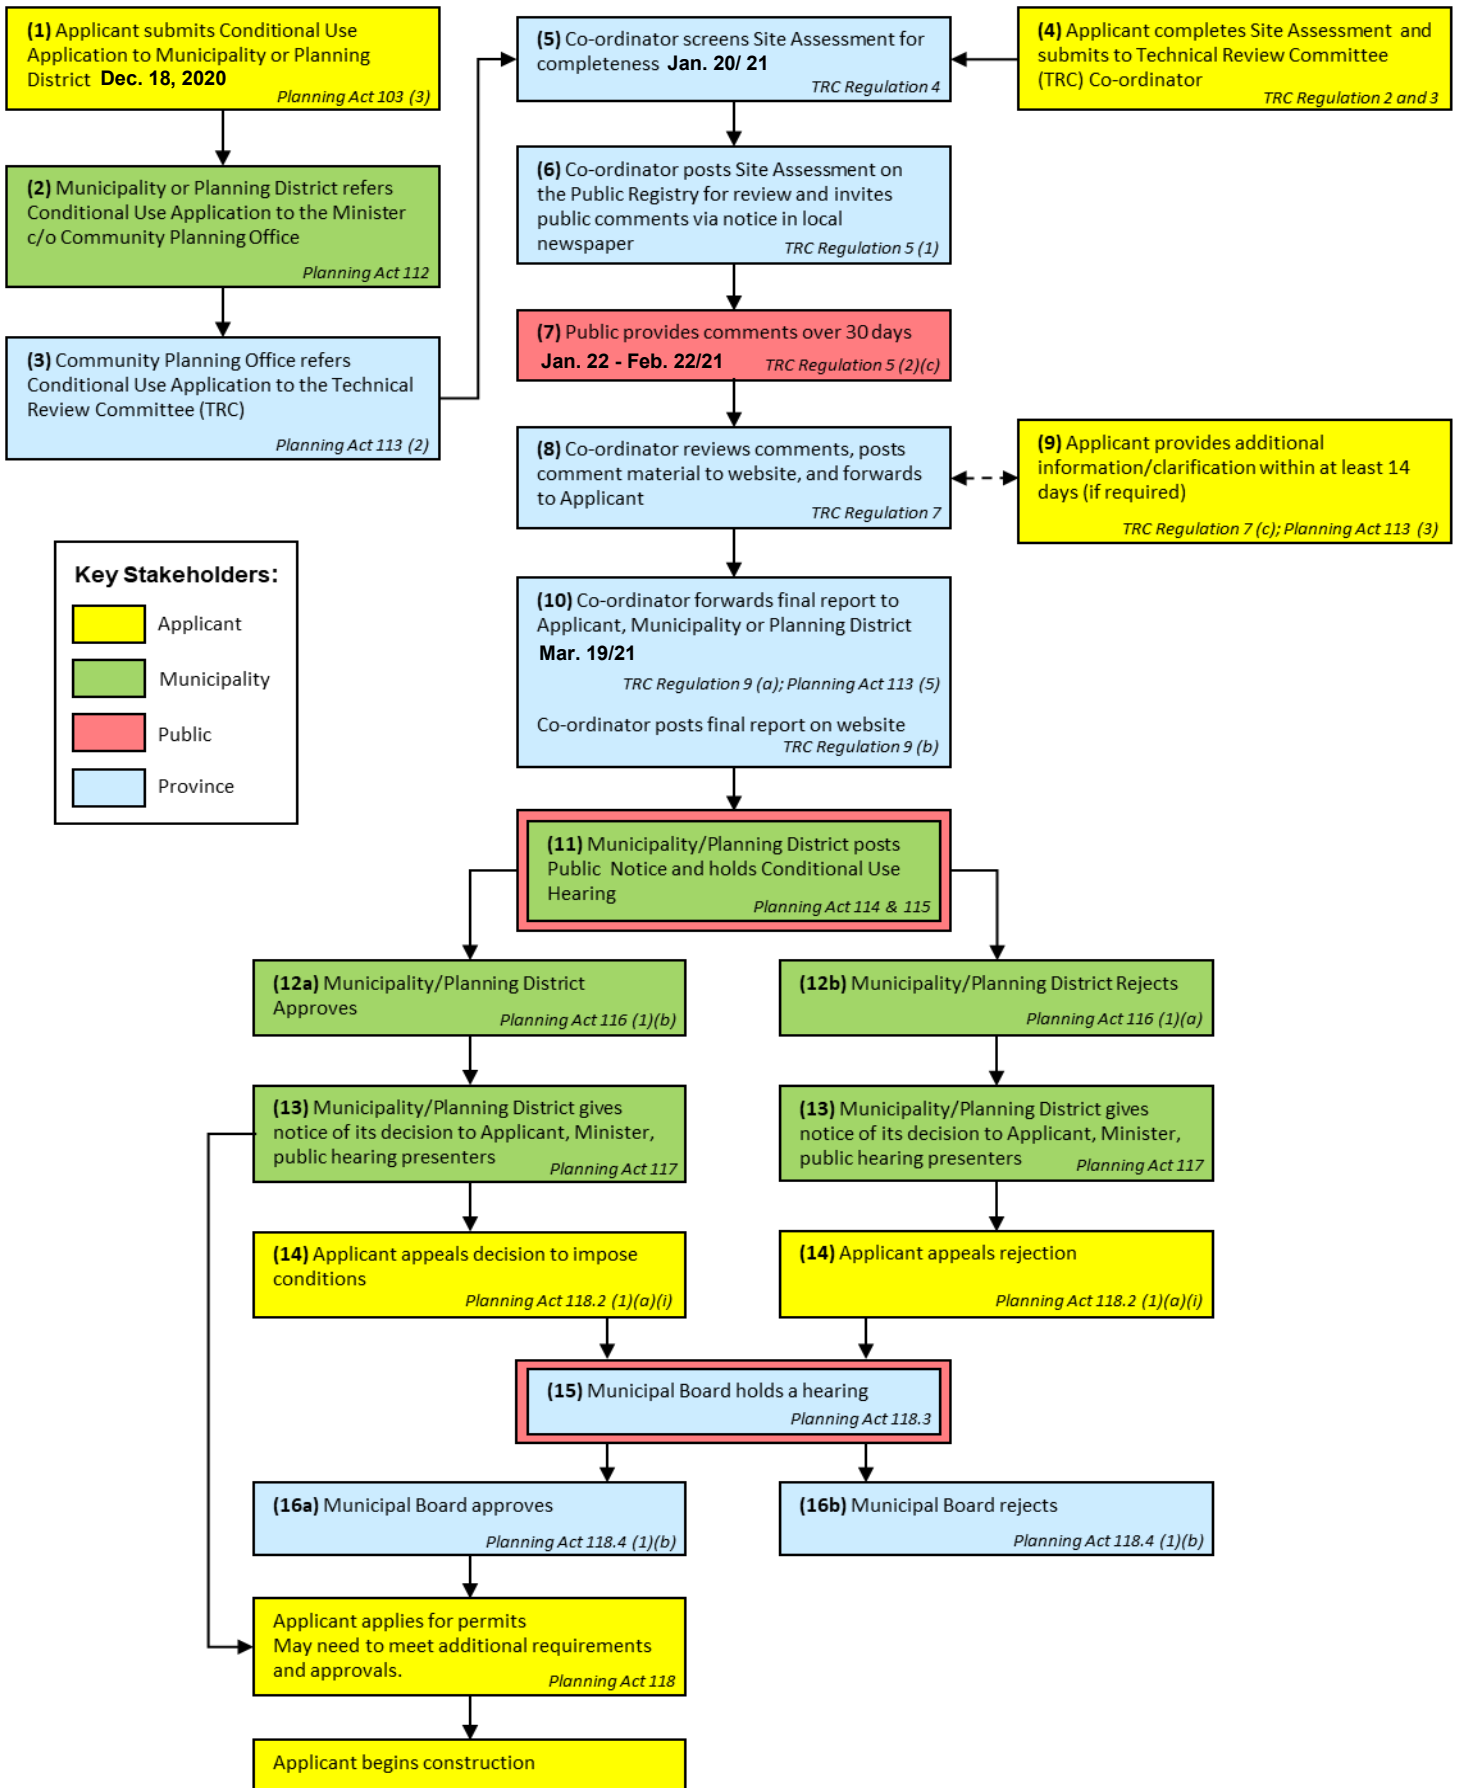 (1) Applicant submits Conditional Use
Application to Municipality or Planning
District Dec. 18, 2020
Planning Act 103 (3)
(2) Municipality or Planning District refers
Conditional Use Application to the Minister
c/o Community Planning Office
Planning Act 112
(3) Community Planning Office refers
Conditional Use Application to the Technical
Review Committee (TRC)
Planning Act 113 (2)
(4) Applicant completes Site Assessment and
submits to Technical Review Committee
(TRC) Co-ordinator
TRC Regulation 2 and 3
(5) Co-ordinator screens Site Assessment for
completeness Jan. 20/ 21
TRC Regulation 4
(6) Co-ordinator posts Site Assessment on
the Public Registry for review and invites
public comments via notice in local
newspaper
TRC Regulation 5 (1)
(7) Public provides comments over 30 days
Jan. 22 - Feb. 22/21
TRC Regulation 5 (2)(c)
(8) Co-ordinator reviews comments, posts
comment material to website, and forwards
to Applicant
TRC Regulation 7
(9) Applicant provides additional
information/clarification within at least 14
days (if required)
TRC Regulation 7 (c); Planning Act 113 (3)
Key Stakeholders:
Applicant
Municipality
Public
Province
(10) Co-ordinator forwards final report to
Applicant, Municipality or Planning District
Mar. 19/21
TRC Regulation 9 (a); Planning Act 113 (5)
Co-ordinator posts final report on website
TRC Regulation 9 (b)
(11) Municipality/Planning District posts
Public Notice and holds Conditional Use
Hearing
Planning Act 114 & 115
(12a) Municipality/Planning District
Approves
Planning Act 116 (1)(b)
(12b) Municipality/Planning District Rejects
Planning Act 116 (1)(a)
(13) Municipality/Planning District gives
notice of its decision to Applicant, Minister,
public hearing presenters
Planning Act 117
(13) Municipality/Planning District gives
notice of its decision to Applicant, Minister,
public hearing presenters
Planning Act 117
(14) Applicant appeals decision to impose
conditions
Planning Act 118.2 (1)(a)(i)
(14) Applicant appeals rejection
Planning Act 118.2 (1)(a)(i)
(15) Municipal Board holds a hearing
Planning Act 118.3
(16a) Municipal Board approves
Planning Act 118.4 (1)(b)
(16b) Municipal Board rejects
Planning Act 118.4 (1)(b)
Applicant applies for permits
May need to meet additional requirements
and approvals.
Planning Act 118
Applicant begins construction